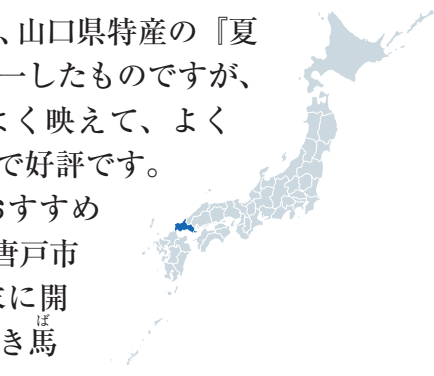 、山口県特産の『夏
一したものですが、
よく映えて、よく
で好評です。
おすすめ
唐戸市
末に開
き馬
ば